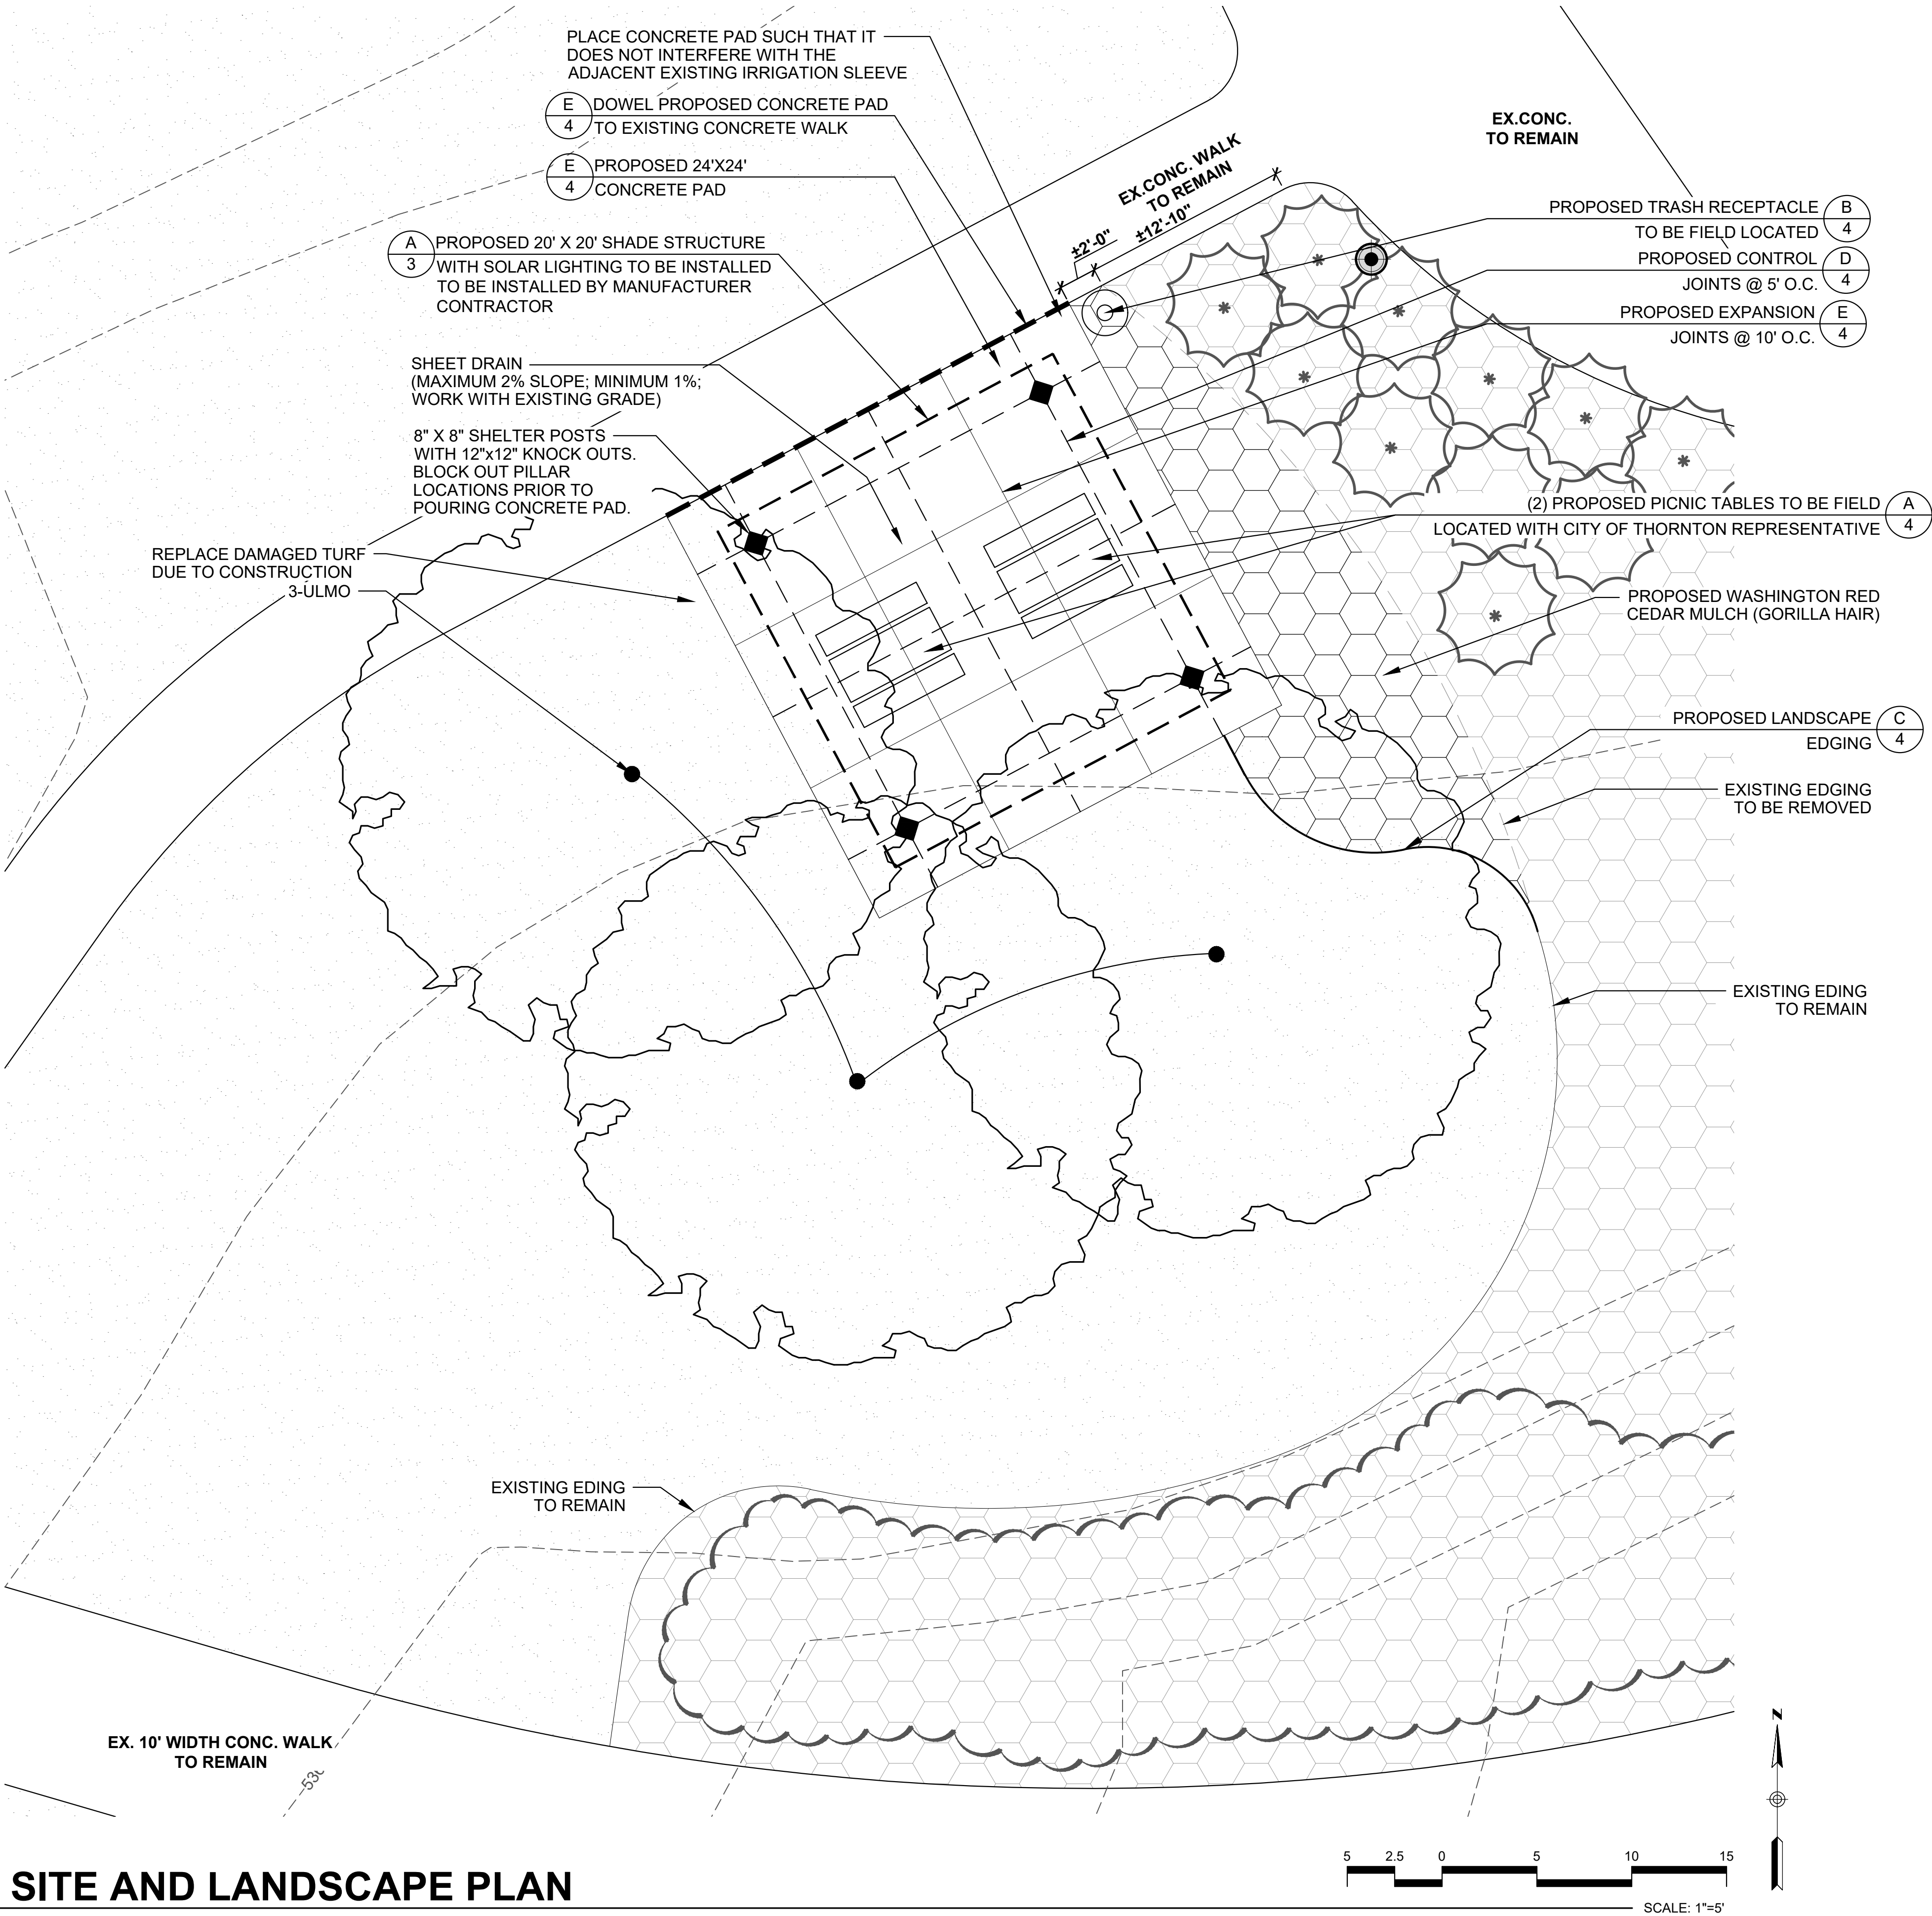 PLACE CONCRETE PAD SUCH THAT IT
DOES NOT INTERFERE WITH THE
ADJACENT EXISTING IRRIGATION SLEEVE
E
4
DOWEL PROPOSED CONCRETE PAD
TO EXISTING CONCRETE WALK
E
4
PROPOSED 24'X24'
CONCRETE PAD
A
3
PROPOSED 20' X 20' SHADE STRUCTURE
WITH SOLAR LIGHTING TO BE INSTALLED
TO BE INSTALLED BY MANUFACTURER
CONTRACTOR
SHEET DRAIN
(MAXIMUM 2% SLOPE; MINIMUM 1%;
WORK WITH EXISTING GRADE)
8" X 8" SHELTER POSTS
WITH 12"x12" KNOCK OUTS.
BLOCK OUT PILLAR
LOCATIONS PRIOR TO
POURING CONCRETE PAD.
REPLACE DAMAGED TURF
DUE TO CONSTRUCTION
3-ULMO
EX.CONC. WALK
TO REMAIN
±2'-0"
±12'-10"
EX.CONC.
TO REMAIN
PROPOSED TRASH RECEPTACLE
TO BE FIELD LOCATED
B
4
PROPOSED CONTROL
JOINTS @ 5' O.C.
D
4
PROPOSED EXPANSION
JOINTS @ 10' O.C.
E
4
(2) PROPOSED PICNIC TABLES TO BE FIELD
LOCATED WITH CITY OF THORNTON REPRESENTATIVE
A
4
PROPOSED WASHINGTON RED
CEDAR MULCH (GORILLA HAIR)
PROPOSED LANDSCAPE
EDGING
C
4
EXISTING EDGING
TO BE REMOVED
EXISTING EDING
TO REMAIN
EXISTING EDING
TO REMAIN
EX. 10' WIDTH CONC. WALK
TO REMAIN
N
5 2.5 0 5 10 15
SCALE: 1"=5'
SITE AND LANDSCAPE PLAN